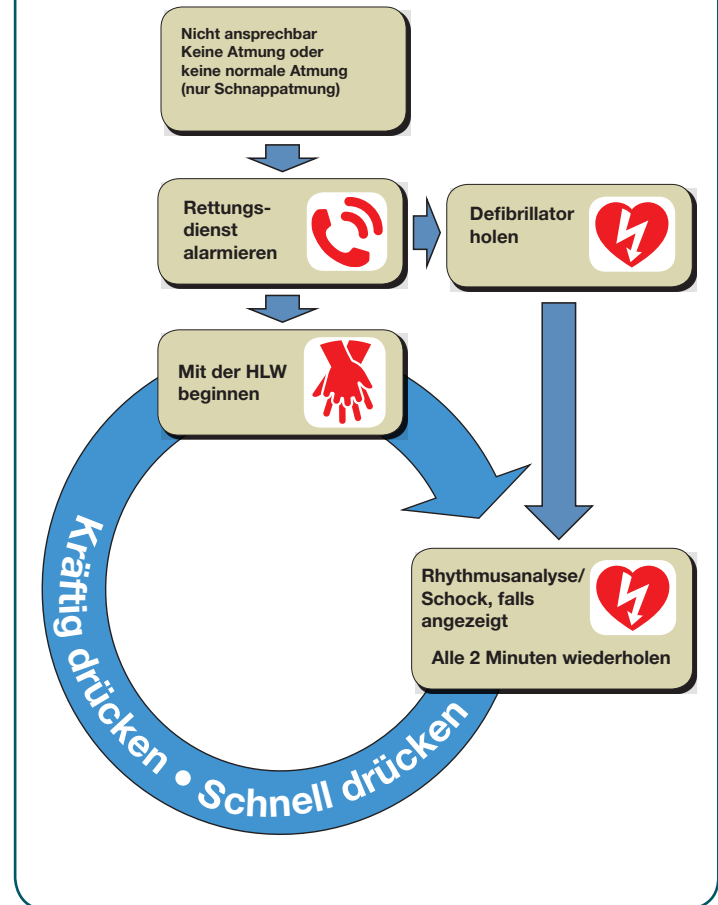 Nicht ansprechbar
Keine Atmung oder
keine normale Atmung
(nur Schnappatmung)
Rettungs-
dienst
alarmieren
Defibrillator
holen
Mit der HLW
beginnen
Rhythmusanalyse/
Schock, falls
angezeigt
Alle 2 Minuten wiederholen
Kräftig drücken • Schnell drücken